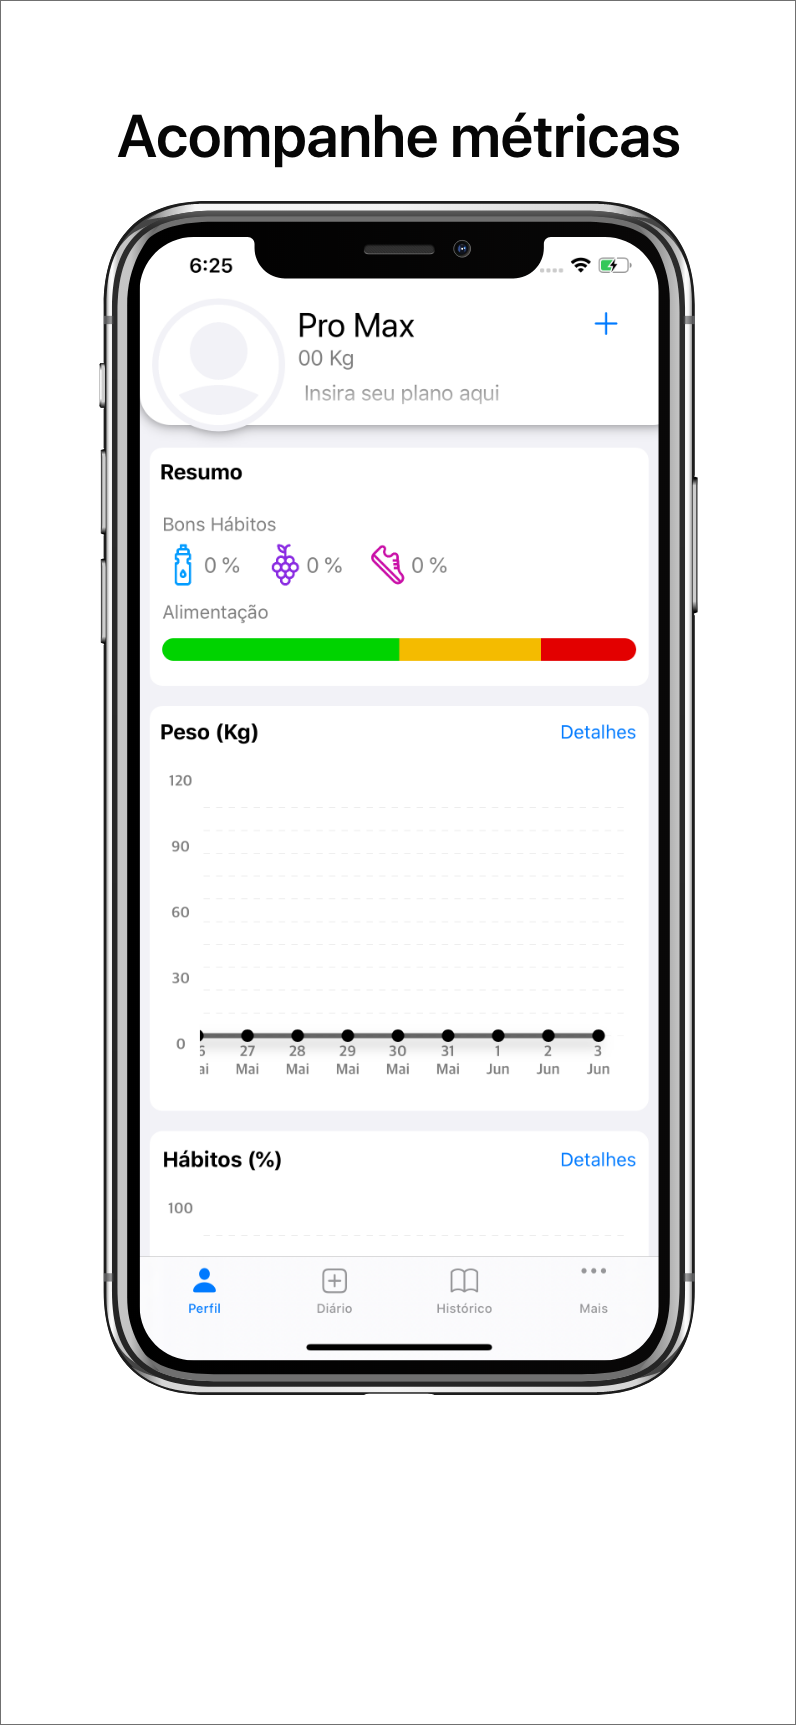 Acompanhe métricas
6:25
Pro Max
00 Kg
Insira seu plano aqui
Resumo
Bons Hábitos
0 % 0 % 0 %
Alimentação
Peso (Kg) Detalhes
120
90
60
30
0
27 28 29 30 31 1 2 3
Mai Mai Mai Mai Mai Jun Jun Jun
Hábitos (%) Detalhes
100
Perfil Diário Histórico Mais